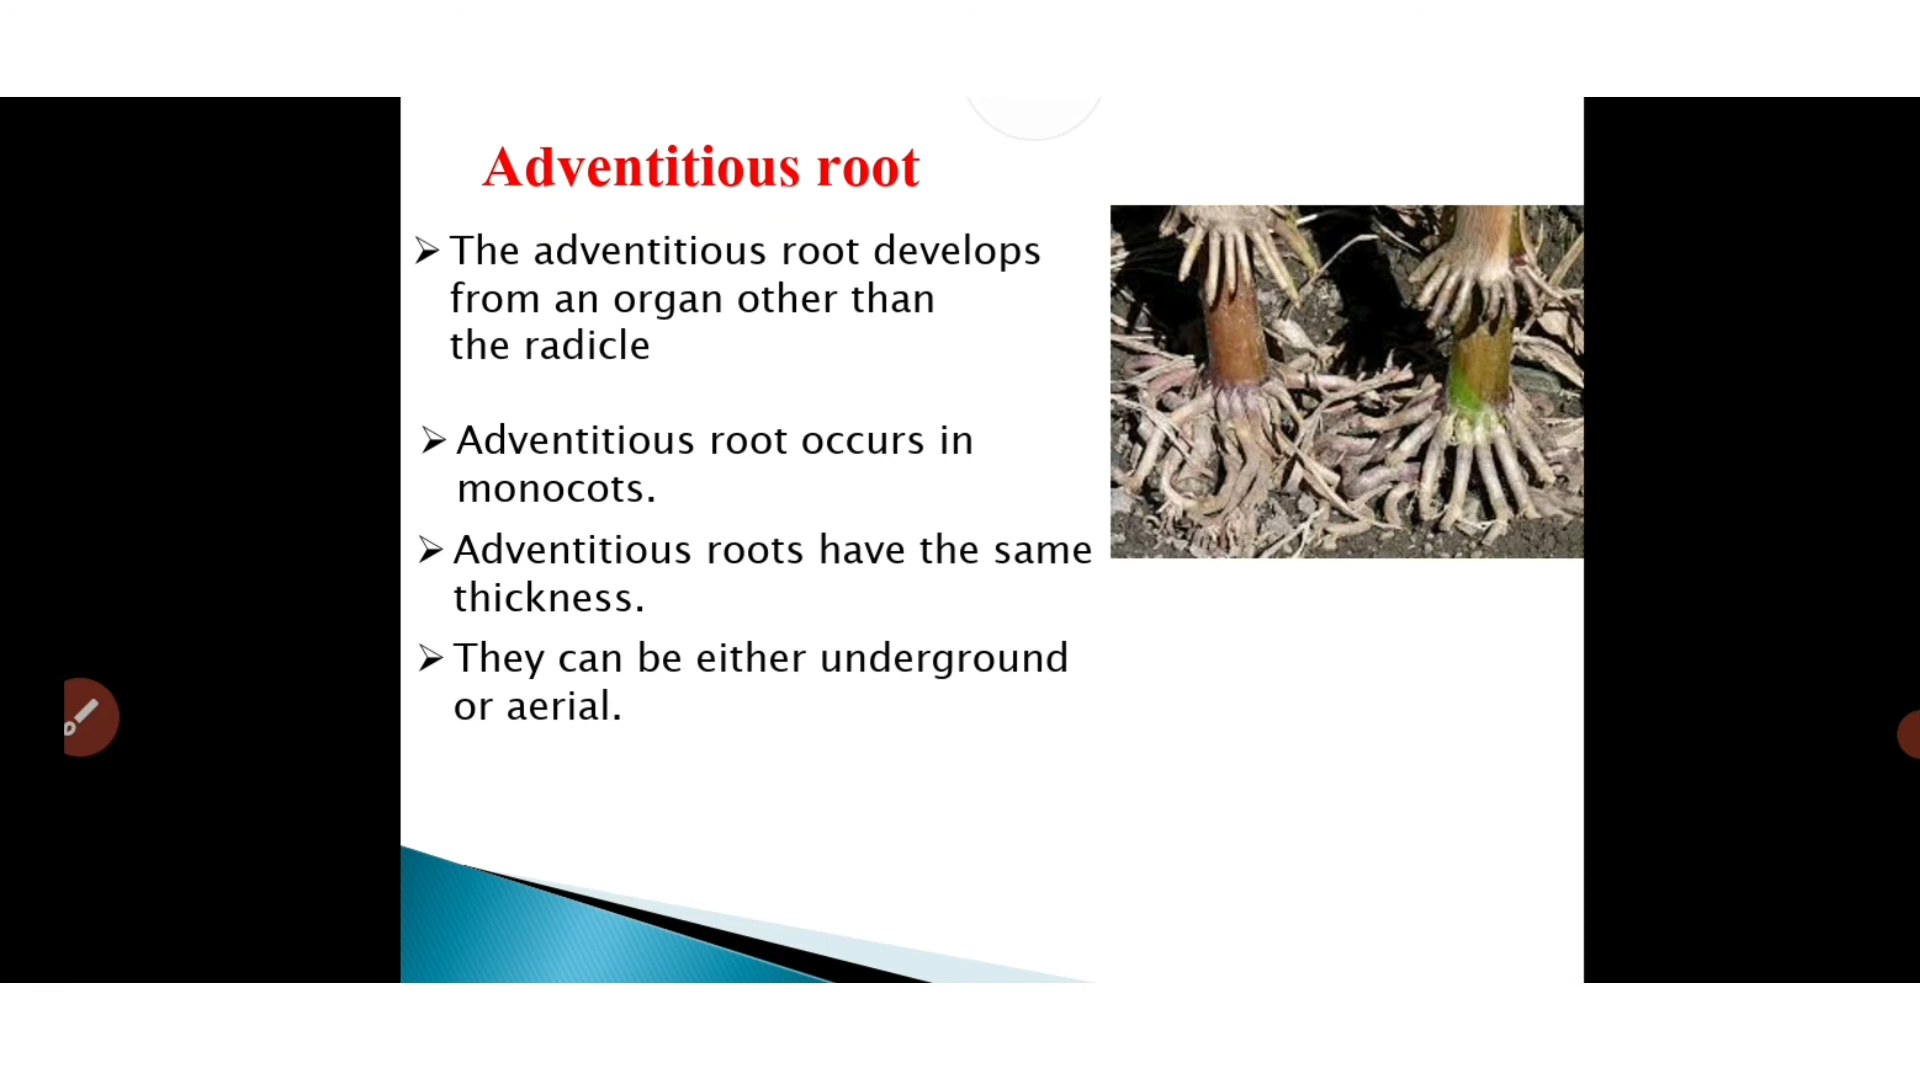 Adventitious root
➢ The adventitious root develops
from an organ other than
the radicle
➢ Adventitious root occurs in
monocots.
➢ Adventitious roots have the same
thickness.
➢ They can be either underground
or aerial.